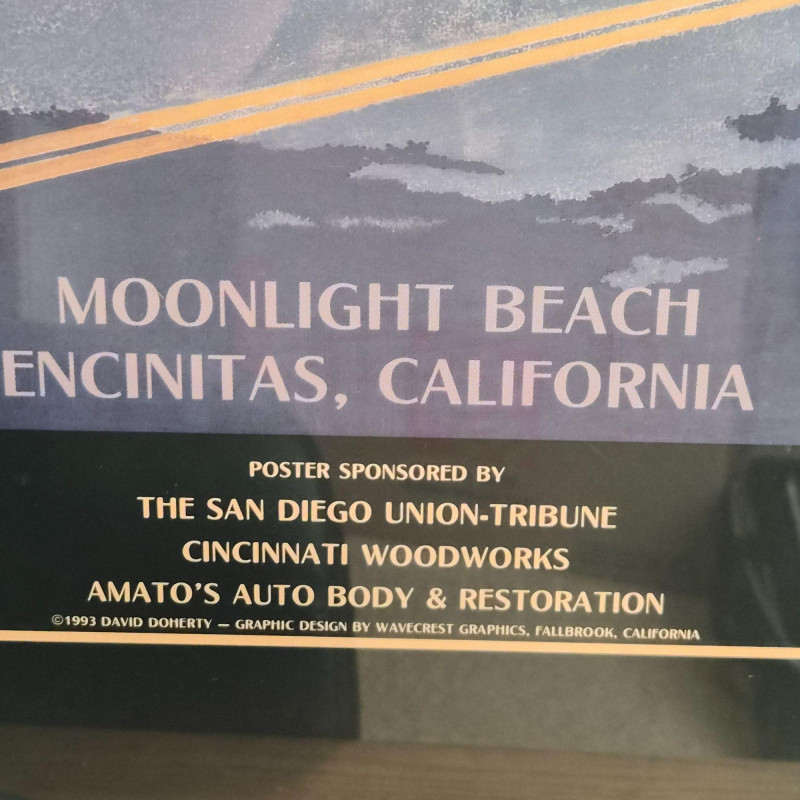 MOONLIGHT BEACH
ENCINITAS, CALIFORNIA
POSTER SPONSORED BY
THE SAN DIEGO UNION-TRIBUNE
CINCINNATI WOODWORKS
AMATO'S AUTO BODY & RESTORATION
©1993 DAVID DOHERTY — GRAPHIC DESIGN BY WAVECREST GRAPHICS, FALLBROOK, CALIFORNIA